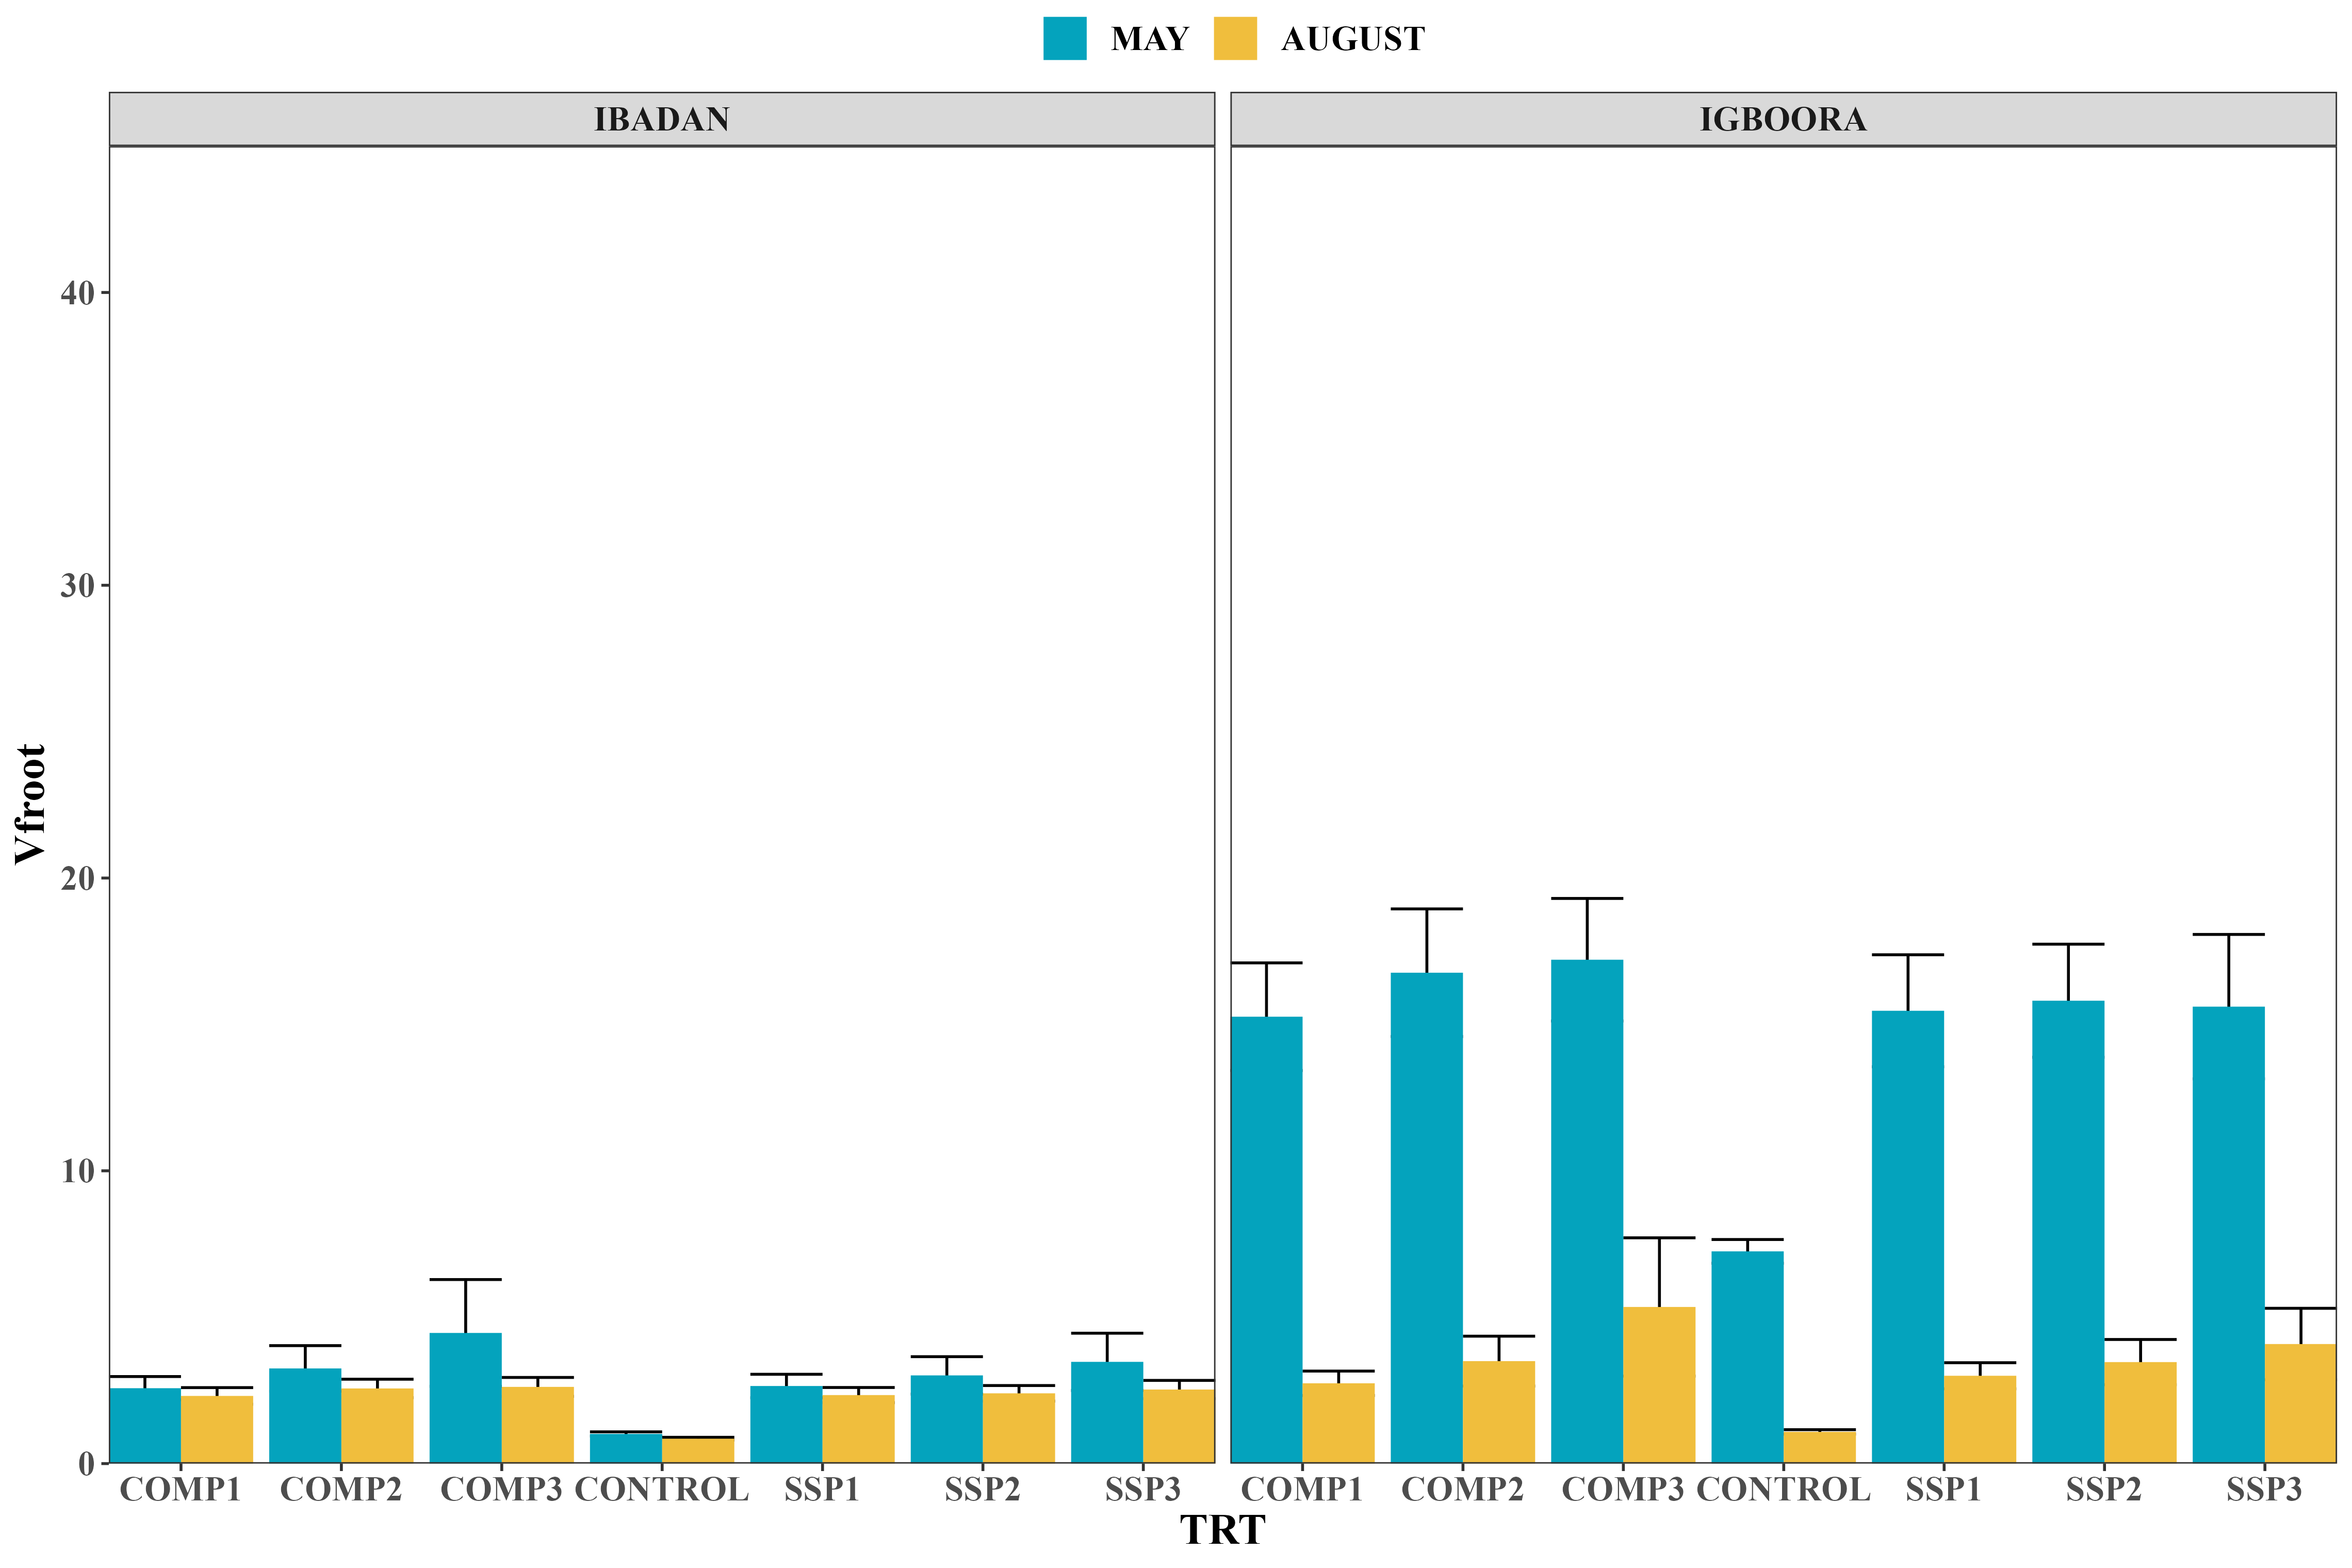 MAY AUGUST
IBADAN IGBOORA
40
30
20
10
0
Vfroot
COMP1 COMP2 COMP3 CONTROL SSP1 SSP2 SSP3 COMP1 COMP2 COMP3 CONTROL SSP1 SSP2 SSP3
TRT